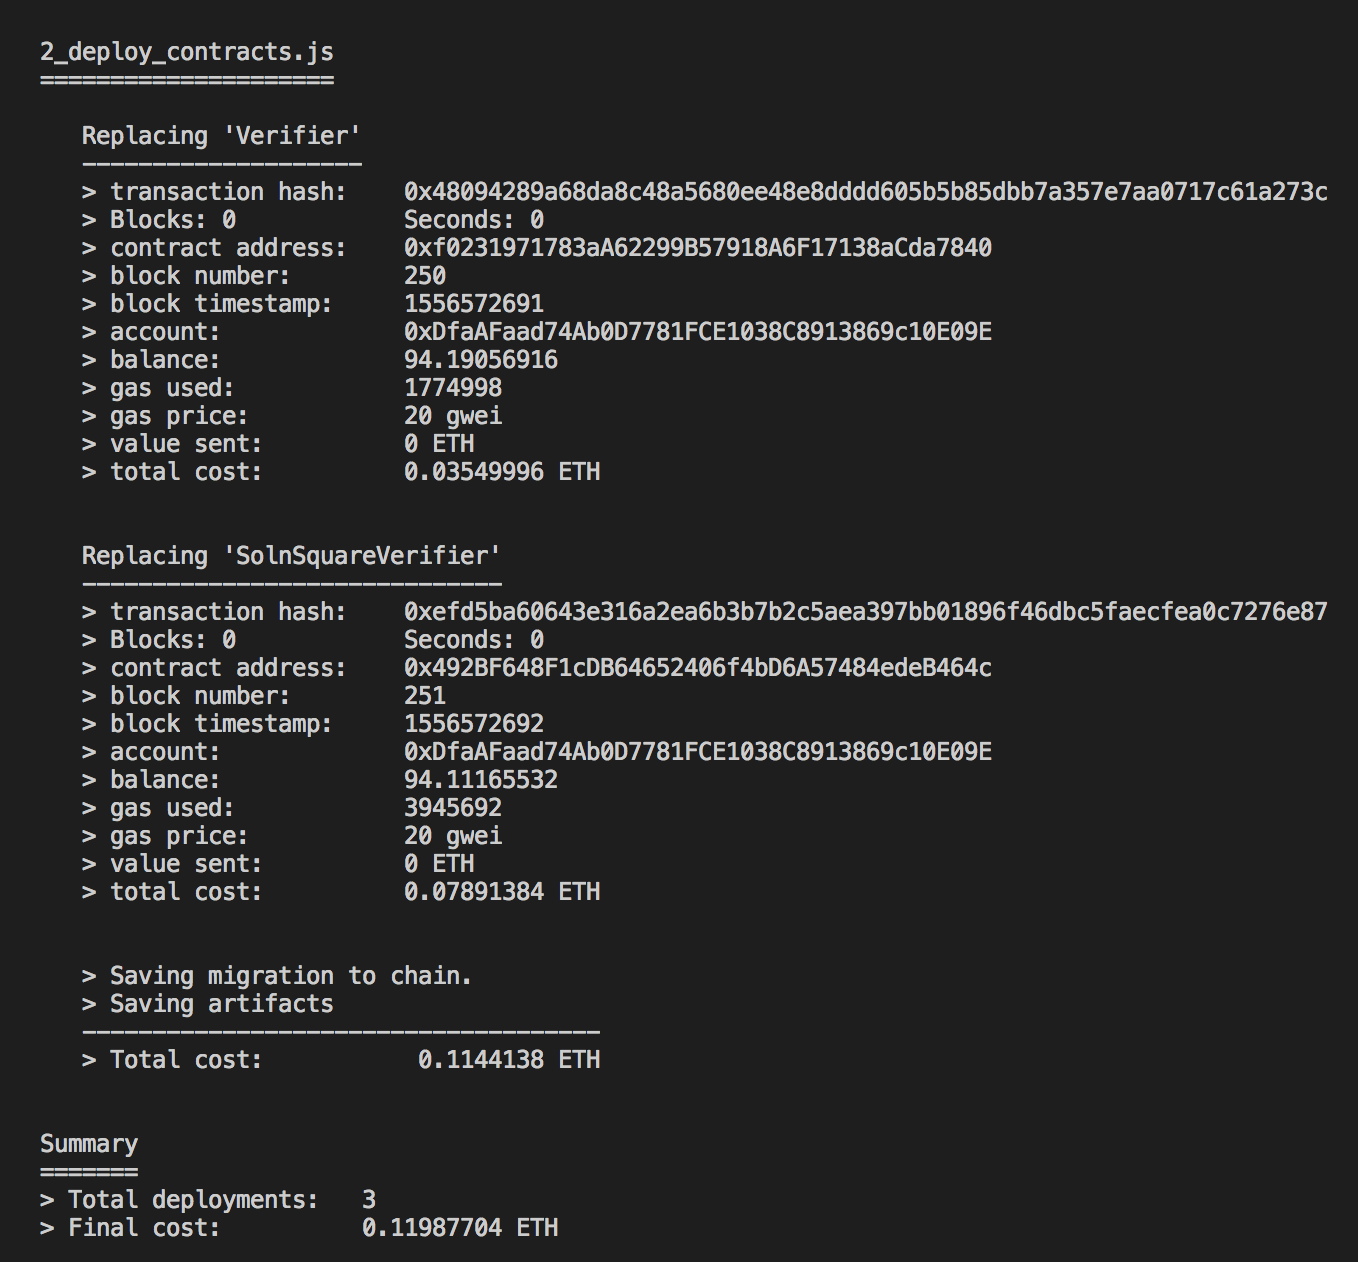 2_deploy_contracts.js
=====================
Replacing 'Verifier'
--------------------
> transaction hash:    0x48094289a68da8c48a5680ee48e8dddd605b5b85dbb7a357e7aa0717c61a273c
> Blocks: 0            Seconds: 0
> contract address:    0xf0231971783aA62299B57918A6F17138aCda7840
> block number:        250
> block timestamp:     1556572691
> account:             0xDfaAFaad74Ab0D7781FCE1038C8913869c10E09E
> balance:             94.19056916
> gas used:            1774998
> gas price:           20 gwei
> value sent:          0 ETH
> total cost:          0.03549996 ETH
Replacing 'SolnSquareVerifier'
------------------------------
> transaction hash:    0xefd5ba60643e316a2ea6b3b7b2c5aea397bb01896f46dbc5faecfea0c7276e87
> Blocks: 0            Seconds: 0
> contract address:    0x492BF648F1cDB64652406f4bD6A57484edeB464c
> block number:        251
> block timestamp:     1556572692
> account:             0xDfaAFaad74Ab0D7781FCE1038C8913869c10E09E
> balance:             94.11165532
> gas used:            3945692
> gas price:           20 gwei
> value sent:          0 ETH
> total cost:          0.07891384 ETH
> Saving migration to chain.
> Saving artifacts
-------------------------------------
> Total cost:           0.1144138 ETH
Summary
=======
> Total deployments:   3
> Final cost:          0.11987704 ETH